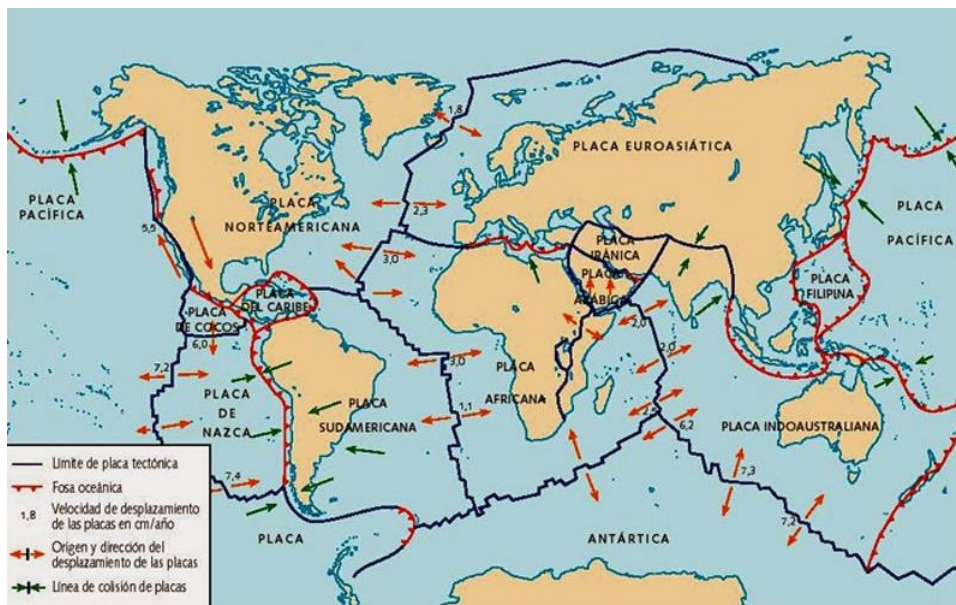 1,8
PLACA EUROASIÁTICA
PLACA
PACÍFICA
PLACA
NORTEAMERICANA
2,3
PLACA
PACÍFICA
5,5
3,0
PLACA
IRÁNICA
PLACA
ARÁBICA
PLACA
FILIPINA
PLACA
DEL CARIBE
PLACA
DE COCOS
6,0
2,0
2,0
7,2
3,0
PLACA
AFRICANA
PLACA
DE
NAZCA
PLACA
SUDAMERICANA
1,1
2,5
6,2
PLACA INDOAUSTRALIANA
7,4
7,3
7,2
PLACA
ANTÁRTICA
Límite de placa tectónica
Fosa oceánica
1,8
Velocidad de desplazamiento
de las placas en cm/año
Origen y dirección del
desplazamiento de las placas
Línea de colisión de placas